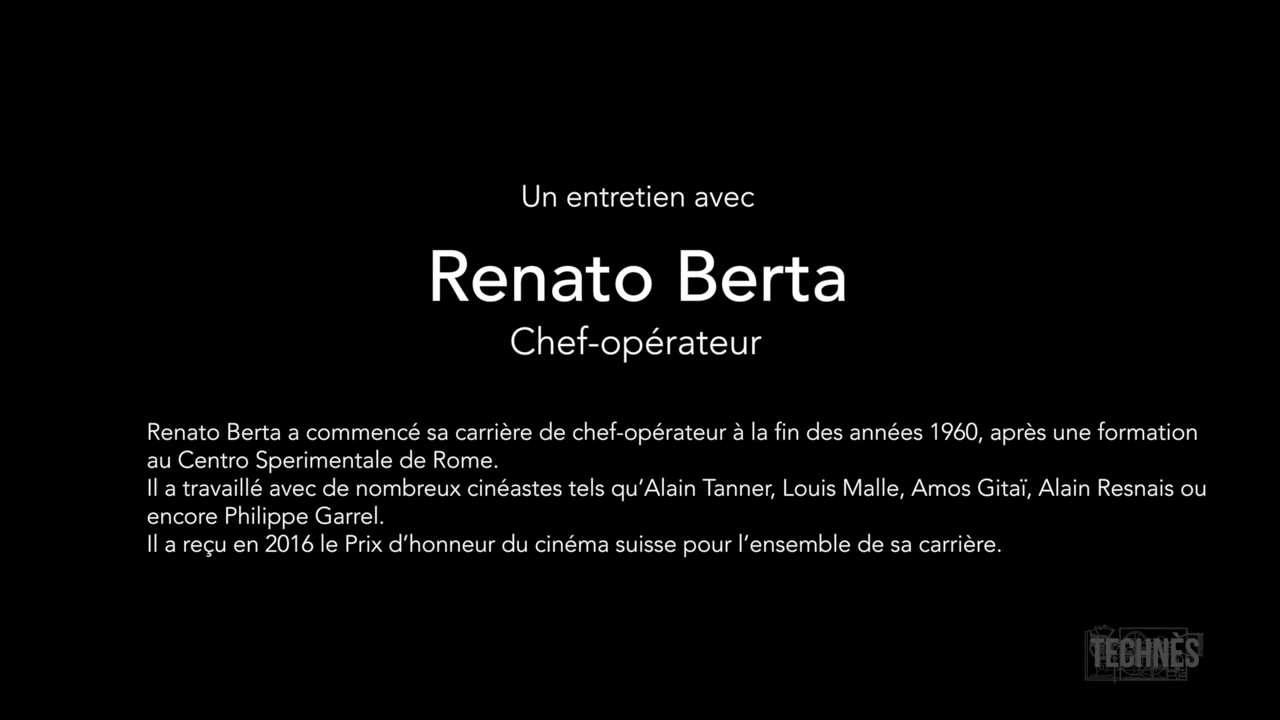 Un entretien avec
Renato Berta
Chef-opérateur
Renato Berta a commencé sa carrière de chef-opérateur à la fin des années 1960, après une formation
au Centro Sperimentale de Rome.
Il a travaillé avec de nombreux cinéastes tels qu’Alain Tanner, Louis Malle, Amos Gitaï, Alain Resnais ou
encore Philippe Garrel.
Il a reçu en 2016 le Prix d’honneur du cinéma suisse pour l’ensemble de sa carrière.
TECHNÈS